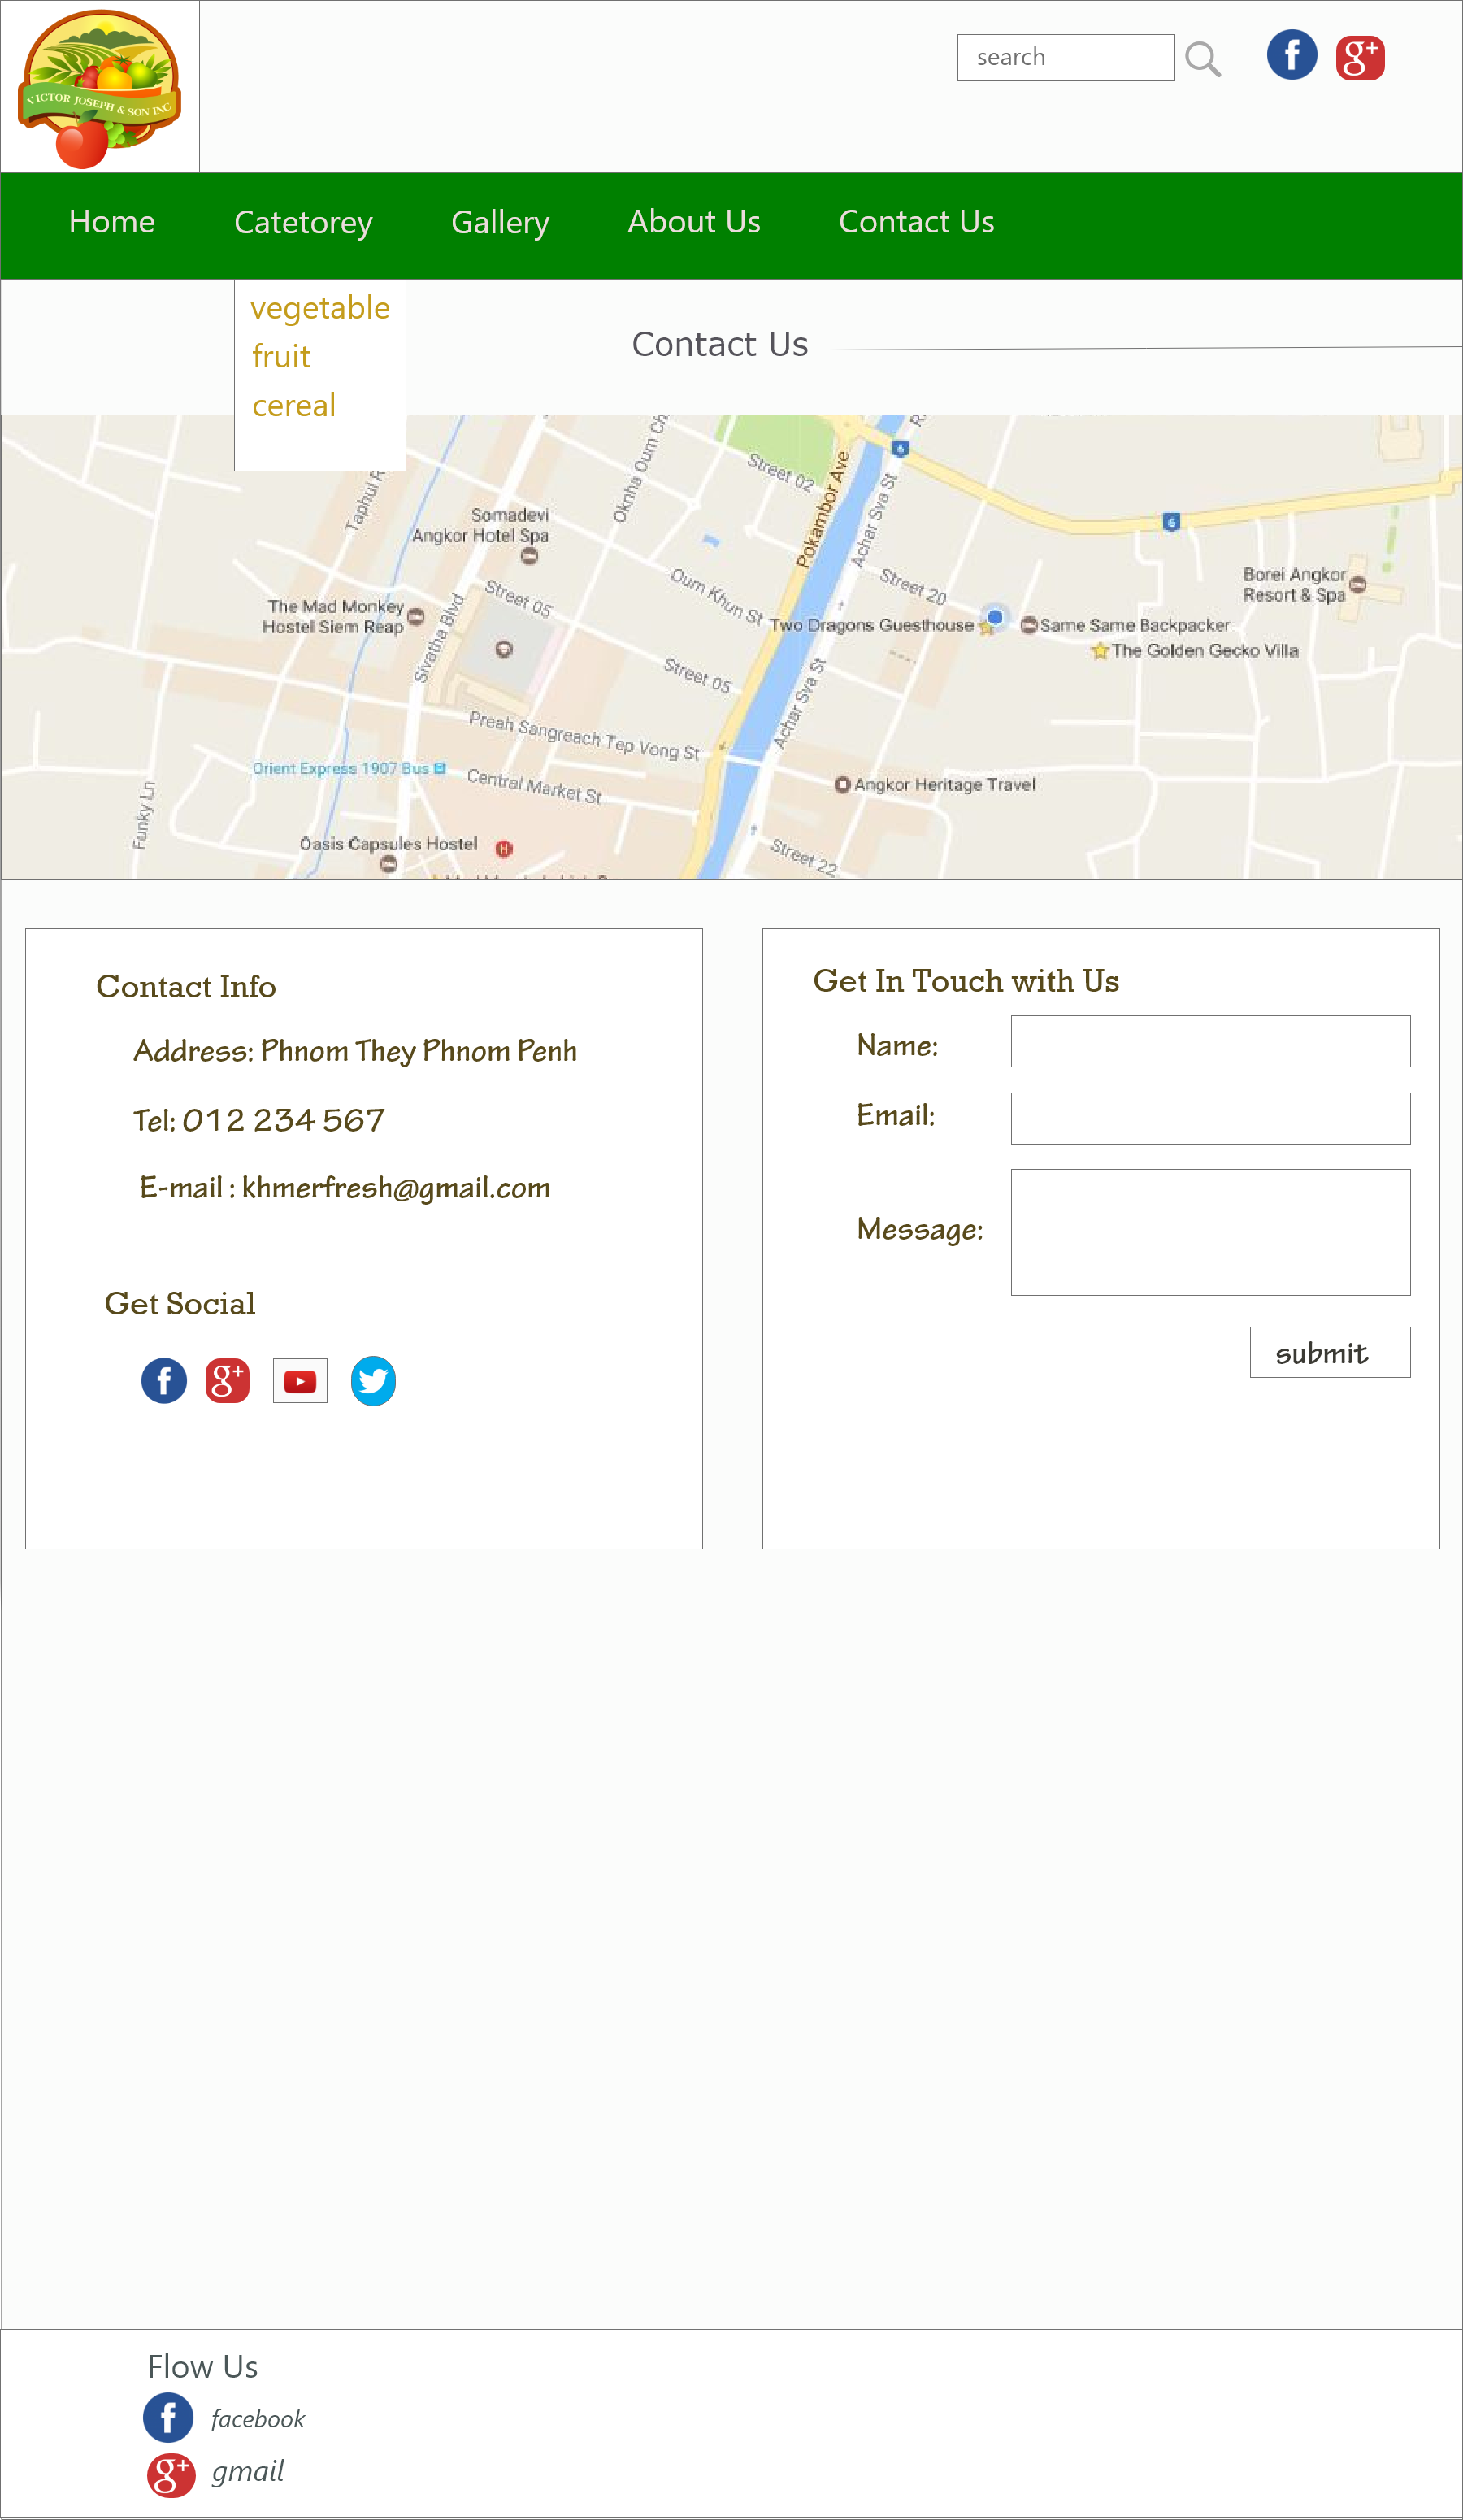 VICTOR JOSEPH & SON INC
search
Home
Catetorey
Gallery
About Us
Contact Us
vegetable
fruit
cereal
Contact Us
Street 02
Pokambor Ave
6
Achar Sva St
Oknha Oum
Somadevi
Angkor Hotel Spa
Taphul
6
Street 05
Oum Khun St
Street 20
Borei Angkor
Resort & Spa
The Mad Monkey
Hostel Siem Reap
Sivatha Blvd
Two Dragons Guesthouse
Same Same Backpacker
The Golden Gecko Villa
Street 05
Achar Sva St
Preah Sangreach Tep Vong St
Orient Express 1907 Bus
Central Market St
Angkor Heritage Travel
Funky Ln
Oasis Capsules Hostel
H
Street 22
Contact Info
Address: Phnom They Phnom Penh
Tel: 012 234 567
E-mail : khmerfresh@gmail.com
Get Social
Get In Touch with Us
Name:
Email:
Message:
submit
Flow Us
facebook
gmail